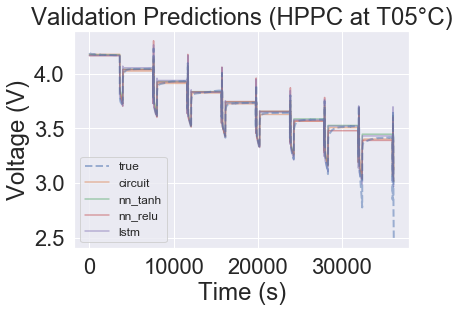 Validation Predictions (HPPC at T05°C)
Voltage (V)
4.0
3.5
3.0
2.5
true
circuit
nn_tanh
nn_relu
lstm
0
10000
20000
30000
Time (s)